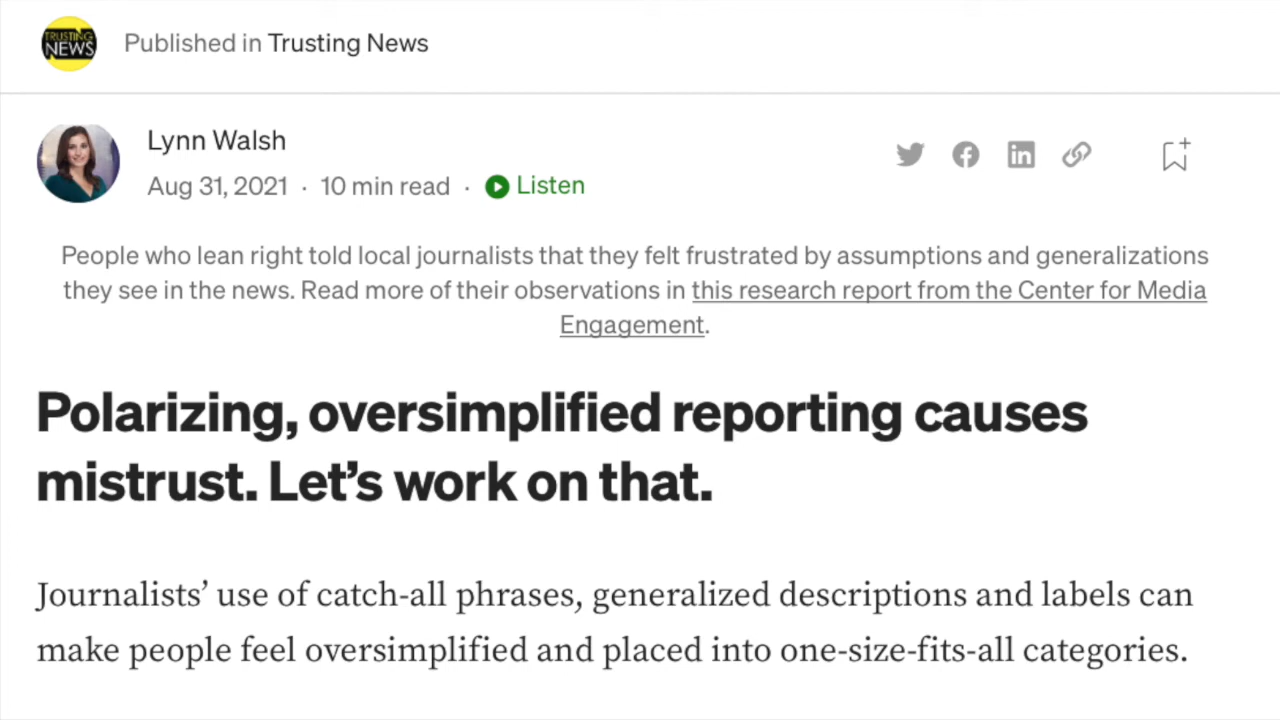 TRUSTING
NEWS
Published in Trusting News
Lynn Walsh
Aug 31, 2021 · 10 min read · Listen
People who lean right told local journalists that they felt frustrated by assumptions and generalizations
they see in the news. Read more of their observations in this research report from the Center for Media
Engagement.
Polarizing, oversimplified reporting causes
mistrust. Let’s work on that.
Journalists’ use of catch-all phrases, generalized descriptions and labels can
make people feel oversimplified and placed into one-size-fits-all categories.